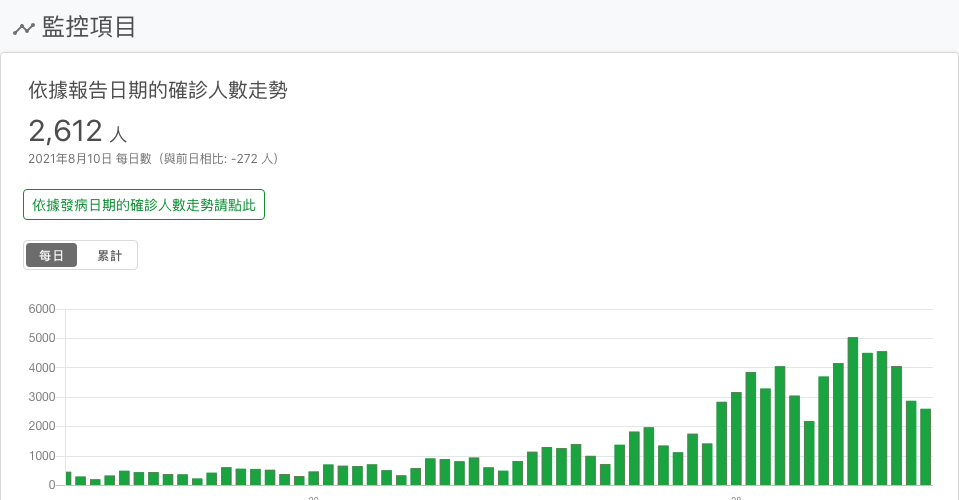 監控項目
依據報告日期的確診人數走勢
2,612 人
2021年8月10日 每日數（與前日相比: -272 人）
依據發病日期的確診人數走勢請點此
每日 累計
6000
5000
4000
3000
2000
1000
0